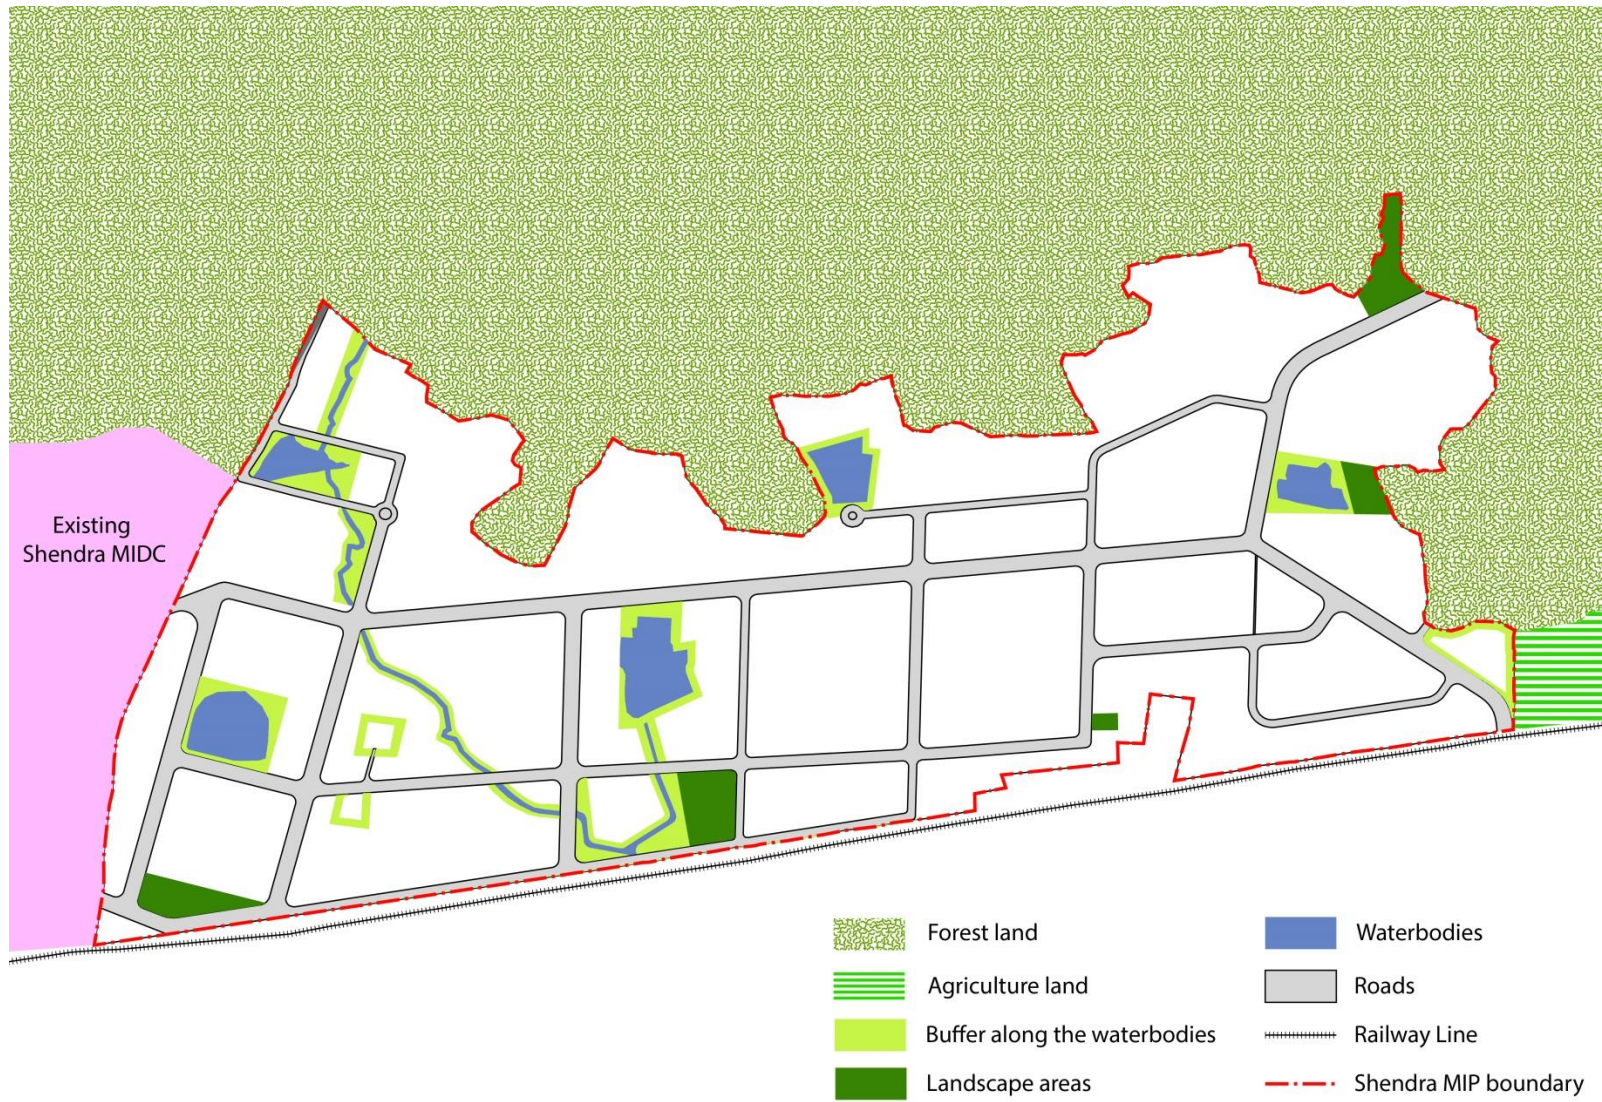 Existing
Shendra MIDC
Forest land
Agriculture land
Buffer along the waterbodies
Landscape areas
Waterbodies
Roads
Railway Line
Shendra MIP boundary